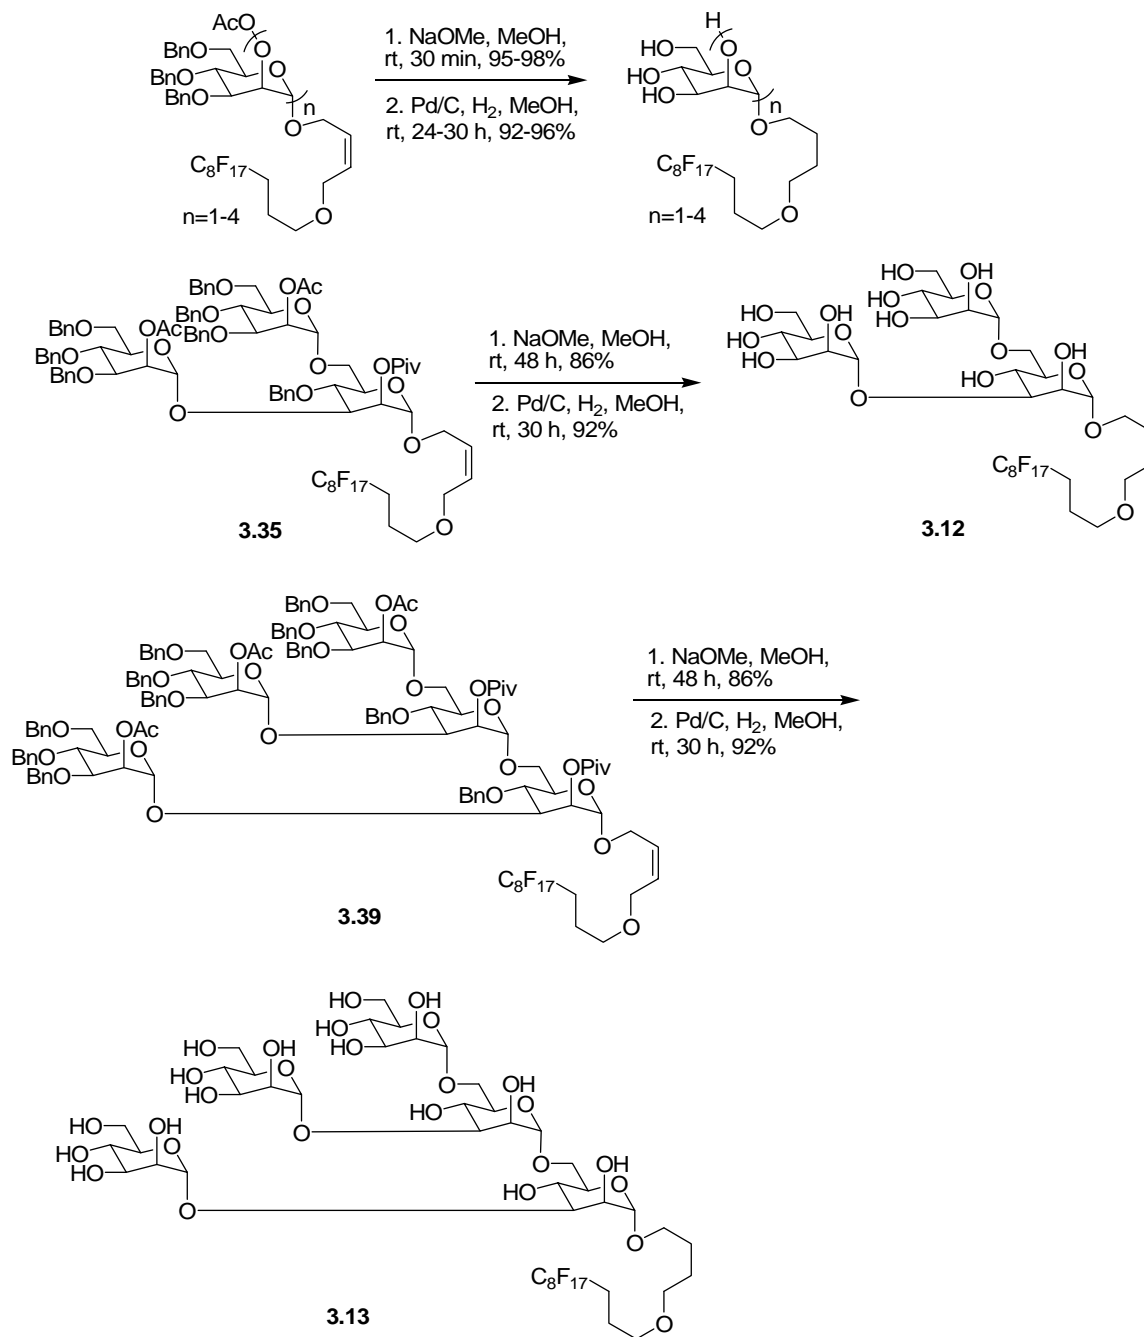 AcO
BnO
BnO
BnO
O
O
n
O
C8F17
n=1-4
O
1. NaOMe, MeOH,
rt, 30 min, 95-98%
2. Pd/C, H2, MeOH,
rt, 24-30 h, 92-96%
H
HO
HO
HO
O
O
n
O
C8F17
n=1-4
O
BnO
BnO
BnO
OAc
O
BnO
BnO
BnO
OAc
O
O
O
BnO
OPiv
O
O
C8F17
O
3.35
1. NaOMe, MeOH,
rt, 48 h, 86%
2. Pd/C, H2, MeOH,
rt, 30 h, 92%
HO
HO
HO
OH
O
HO
HO
HO
OH
O
O
O
HO
OH
O
O
C8F17
O
3.12
BnO
BnO
BnO
OAc
O
BnO
BnO
BnO
OAc
O
O
O
BnO
OPiv
O
BnO
BnO
BnO
OAc
O
O
O
BnO
OPiv
O
O
C8F17
O
3.39
1. NaOMe, MeOH,
rt, 48 h, 86%
2. Pd/C, H2, MeOH,
rt, 30 h, 92%
HO
HO
HO
OH
O
HO
HO
HO
OH
O
O
O
HO
OH
O
HO
HO
HO
OH
O
O
O
HO
OH
O
O
C8F17
O
3.13